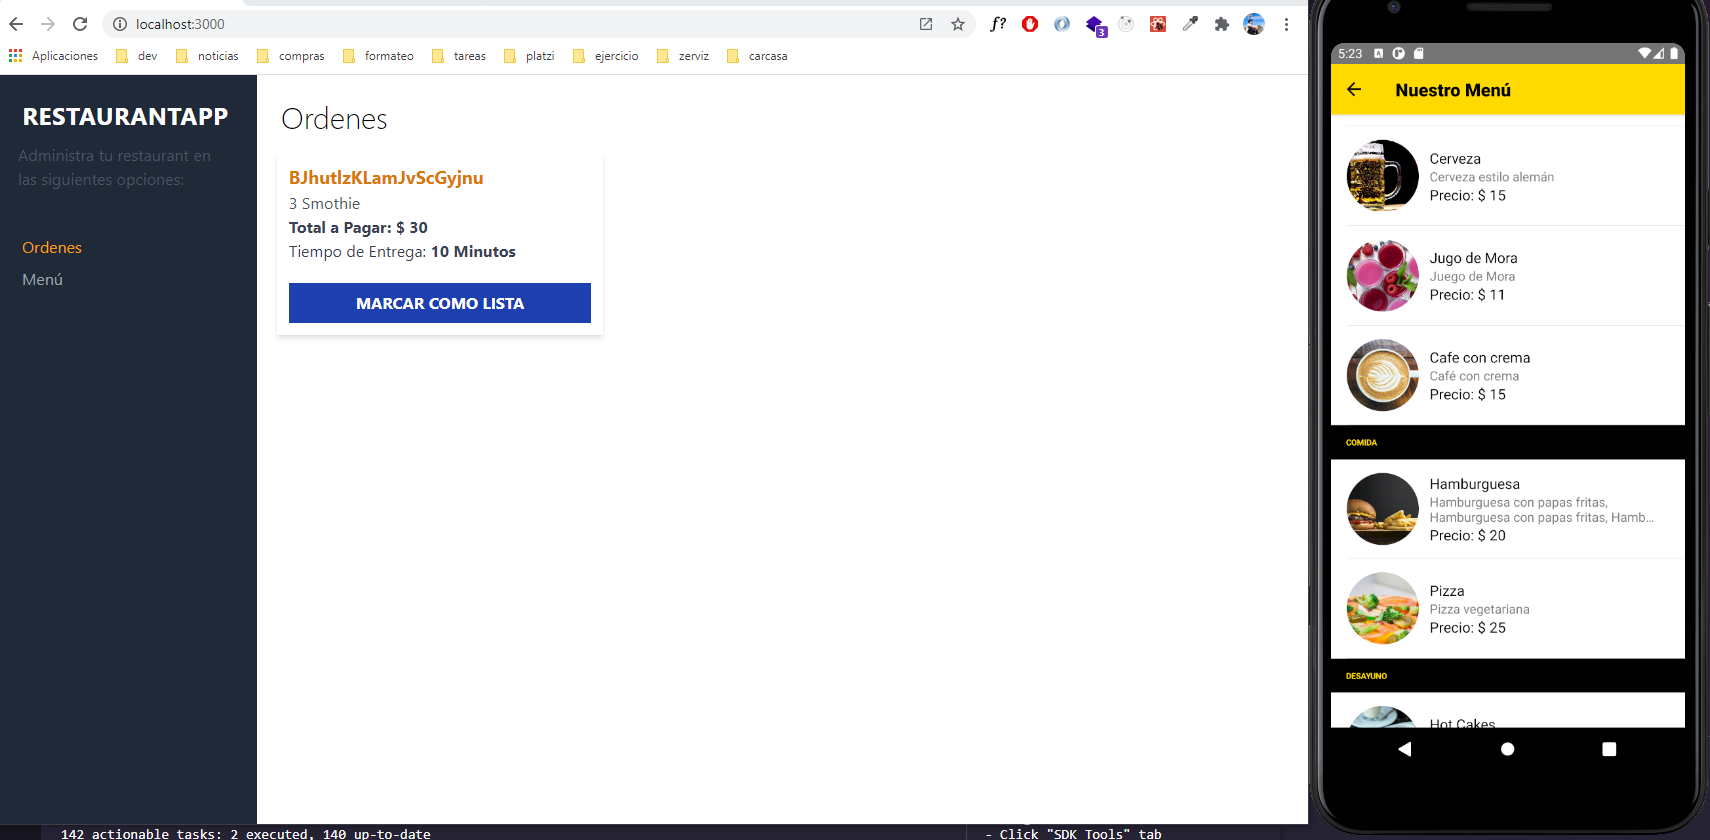 localhost:3000
f?
3
Aplicaciones dev noticias compras formateo tareas platzi ejercicio zerviz carcasa
RESTAURANTAPP
Administra tu restaurant en
las siguientes opciones:
Ordenes
Menú
Ordenes
BJhutlzKLamJvScGyjnu
3 Smothie
Total a Pagar: $ 30
Tiempo de Entrega: 10 Minutos
MARCAR COMO LISTA
142 actionable tasks: 2 executed, 140 up-to-date
- Click "SDK Tools" tab
5:23
Nuestro Menú
Cerveza
Cerveza estilo alemán
Precio: $ 15
Jugo de Mora
Juego de Mora
Precio: $ 11
Cafe con crema
Café con crema
Precio: $ 15
COMIDA
Hamburguesa
Hamburguesa con papas fritas,
Hamburguesa con papas fritas, Hamb...
Precio: $ 20
Pizza
Pizza vegetariana
Precio: $ 25
DESAYUNO
Hot Cakes